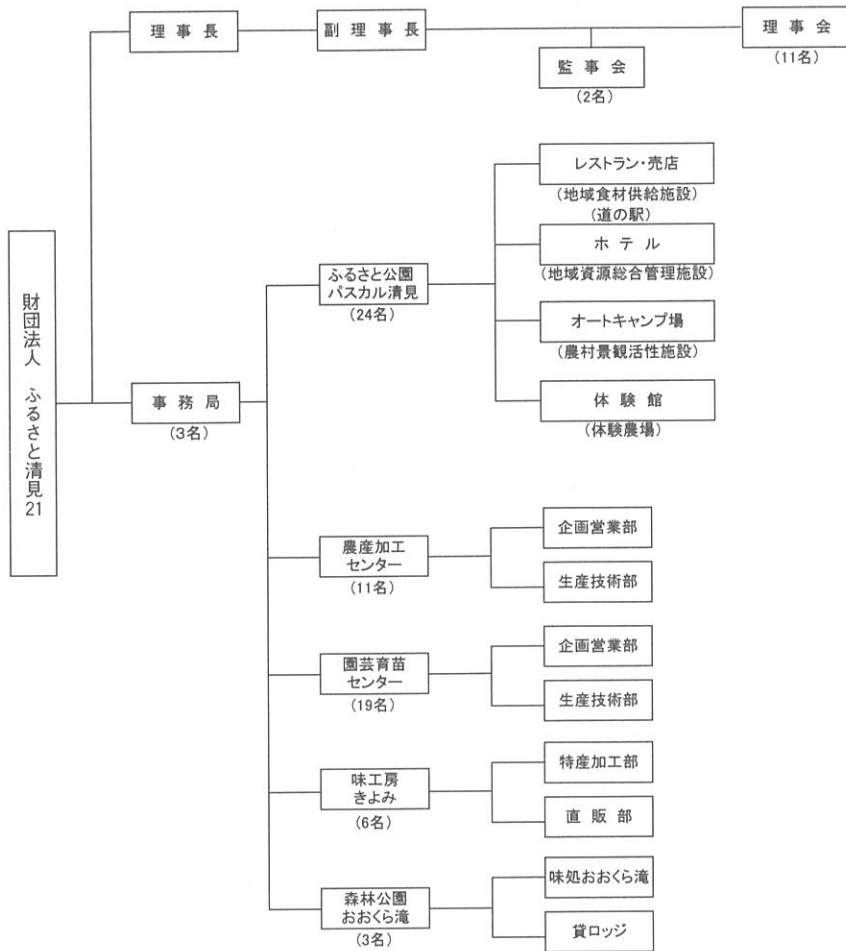 理事長
副理事長
理事会
(11名)
監事会
(2名)
財団法人 ふるさと清見21
事務局
(3名)
ふるさと公園
パスカル清見
(24名)
レストラン・売店
(地域食材供給施設)
(道の駅)
ホテル
(地域資源総合管理施設)
オートキャンプ場
(農村景観活性施設)
体験館
(体験農場)
農産加工
センター
(11名)
企画営業部
生産技術部
園芸育苗
センター
(19名)
企画営業部
生産技術部
味工房
きよみ
(6名)
特産加工部
直販部
森林公園
おおくら滝
(3名)
味処おおくら滝
貸ロッジ